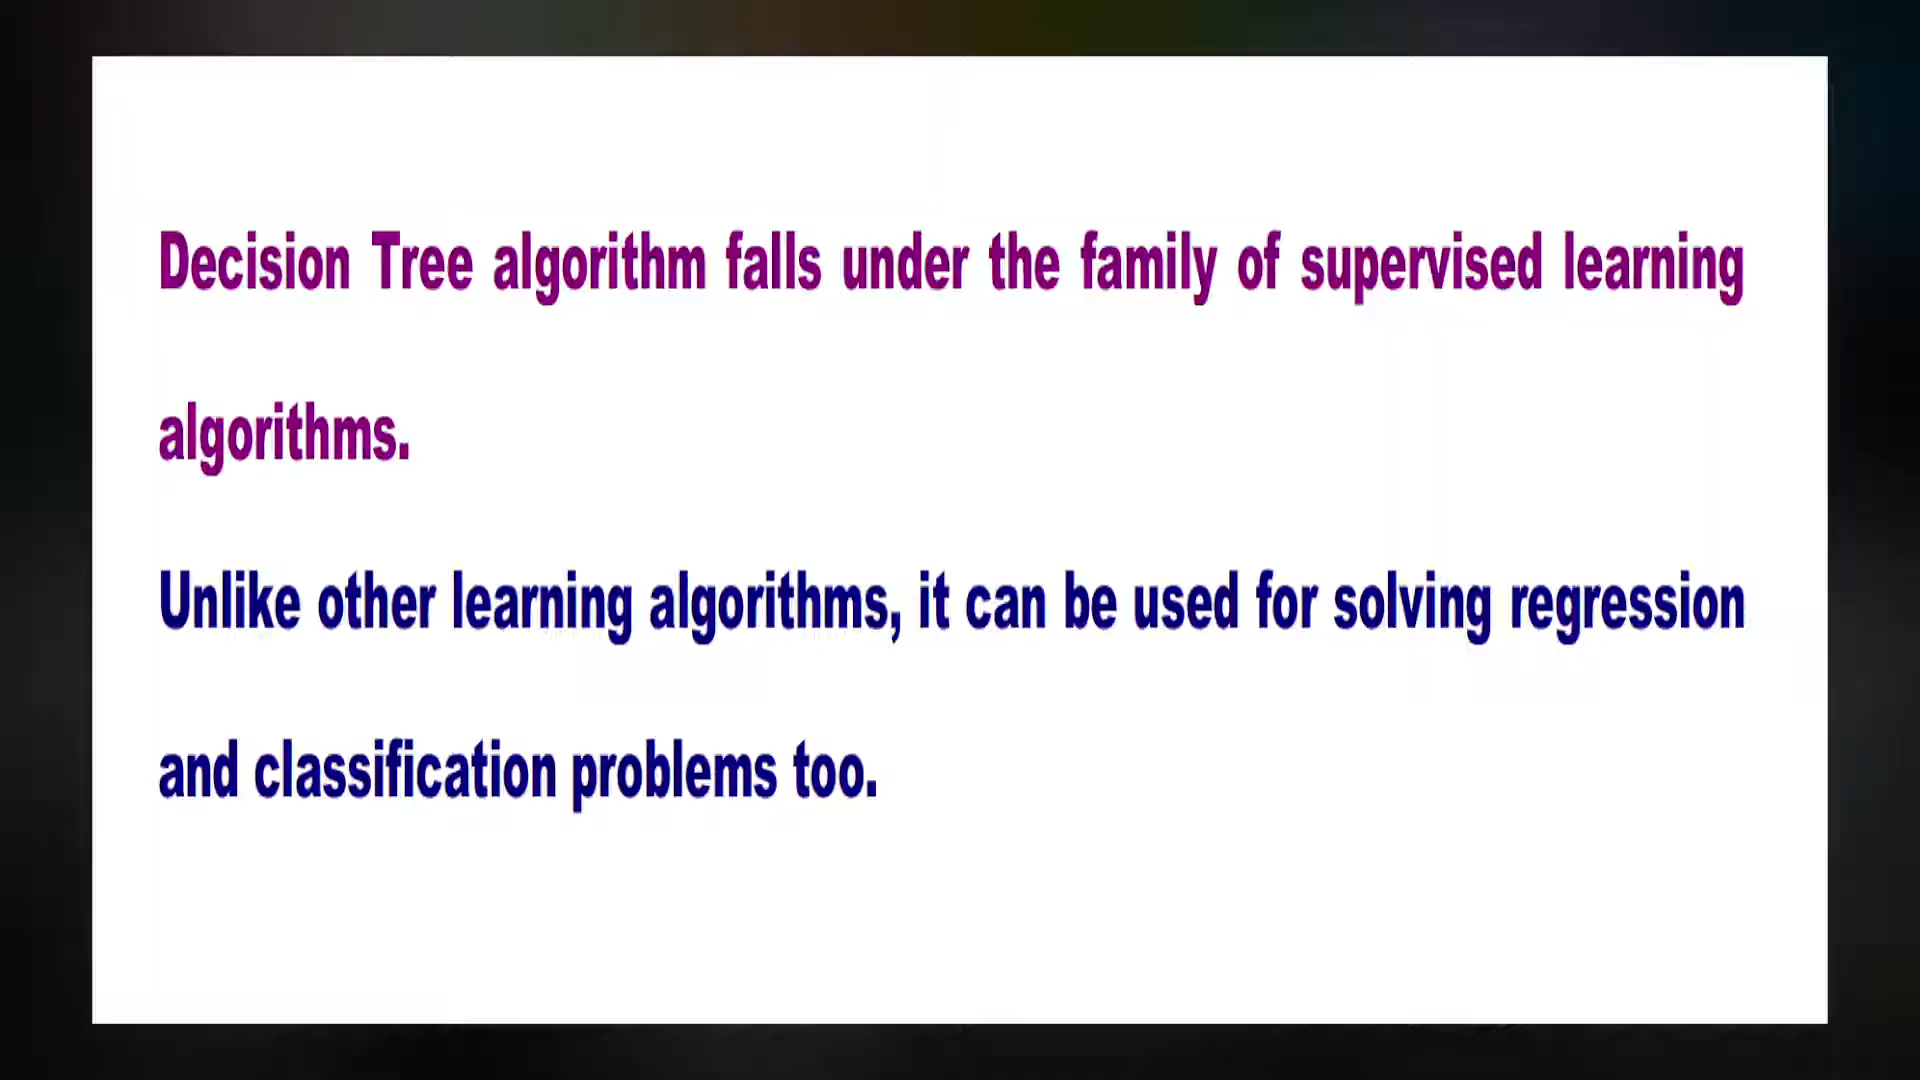 Decision Tree algorithm falls under the family of supervised learning
algorithms.
Unlike other learning algorithms, it can be used for solving regression
and classification problems too.